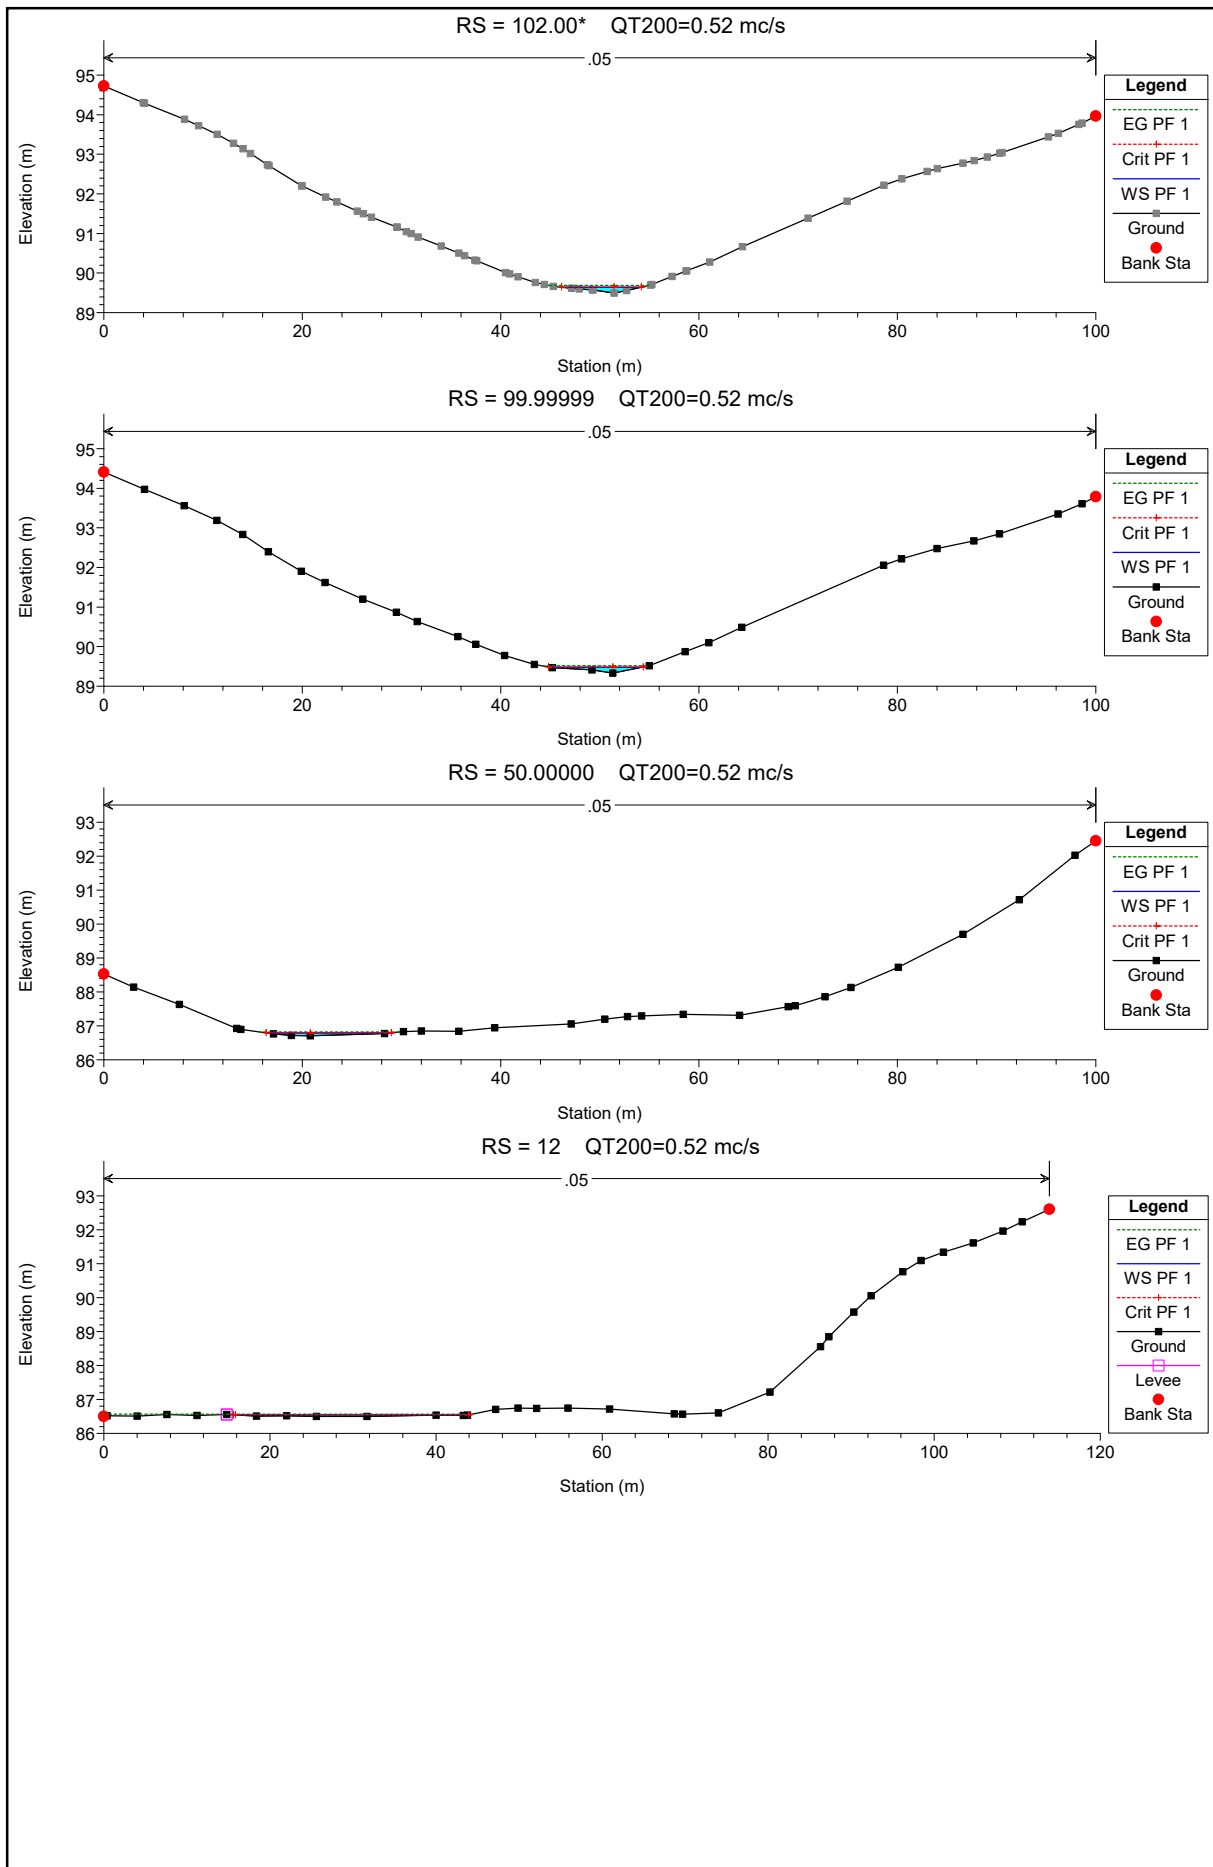 RS = 102.00* QT200=0.52 mc/s
.05
95
94
93
92
91
90
89
Elevation (m)
0 20 40 60 80 100
Station (m)
Legend
EG PF 1
Crit PF 1
WS PF 1
Ground
Bank Sta
RS = 99.99999 QT200=0.52 mc/s
.05
95
94
93
92
91
90
89
Elevation (m)
0 20 40 60 80 100
Station (m)
Legend
EG PF 1
Crit PF 1
WS PF 1
Ground
Bank Sta
RS = 50.00000 QT200=0.52 mc/s
.05
93
92
91
90
89
88
87
86
Elevation (m)
0 20 40 60 80 100
Station (m)
Legend
EG PF 1
WS PF 1
Crit PF 1
Ground
Bank Sta
RS = 12 QT200=0.52 mc/s
.05
93
92
91
90
89
88
87
86
Elevation (m)
0 20 40 60 80 100 120
Station (m)
Legend
EG PF 1
WS PF 1
Crit PF 1
Ground
Levee
Bank Sta